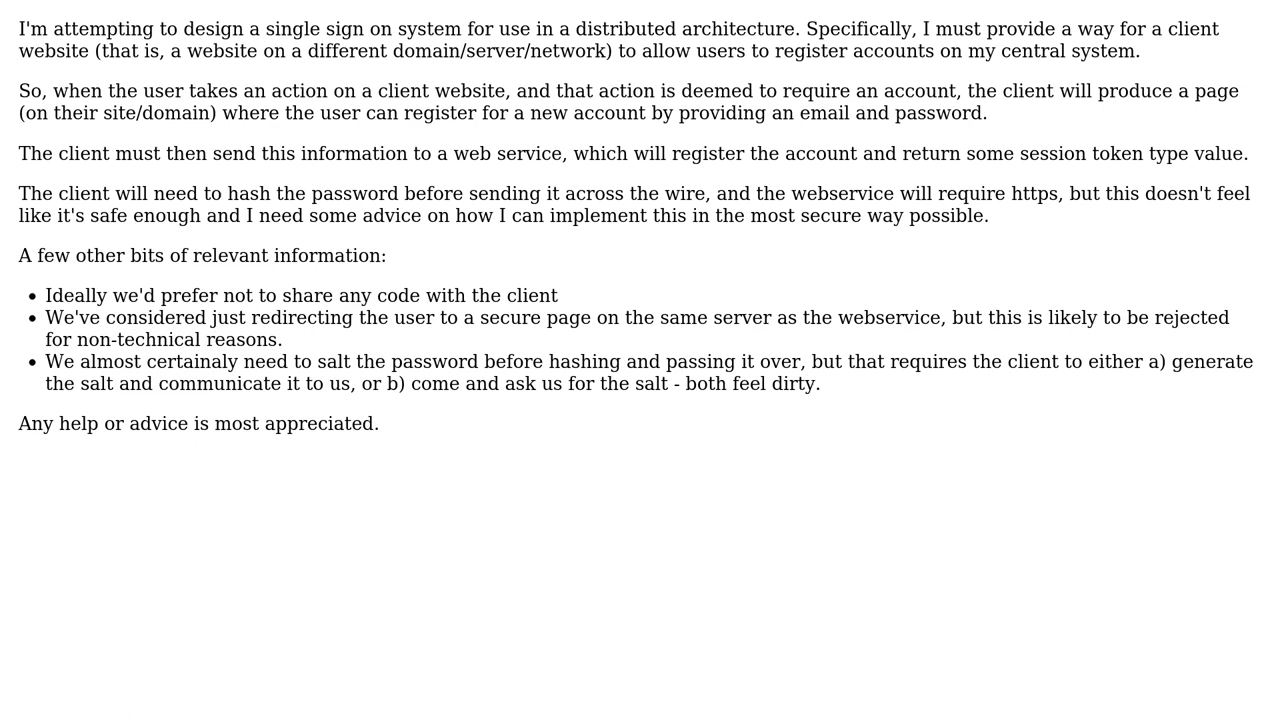 I'm attempting to design a single sign on system for use in a distributed architecture. Specifically, I must provide a way for a client
website (that is, a website on a different domain/server/network) to allow users to register accounts on my central system.
So, when the user takes an action on a client website, and that action is deemed to require an account, the client will produce a page
(on their site/domain) where the user can register for a new account by providing an email and password.
The client must then send this information to a web service, which will register the account and return some session token type value.
The client will need to hash the password before sending it across the wire, and the webservice will require https, but this doesn't feel
like it's safe enough and I need some advice on how I can implement this in the most secure way possible.
A few other bits of relevant information:
• Ideally we'd prefer not to share any code with the client
• We've considered just redirecting the user to a secure page on the same server as the webservice, but this is likely to be rejected
for non-technical reasons.
• We almost certainaly need to salt the password before hashing and passing it over, but that requires the client to either a) generate
the salt and communicate it to us, or b) come and ask us for the salt - both feel dirty.
Any help or advice is most appreciated.